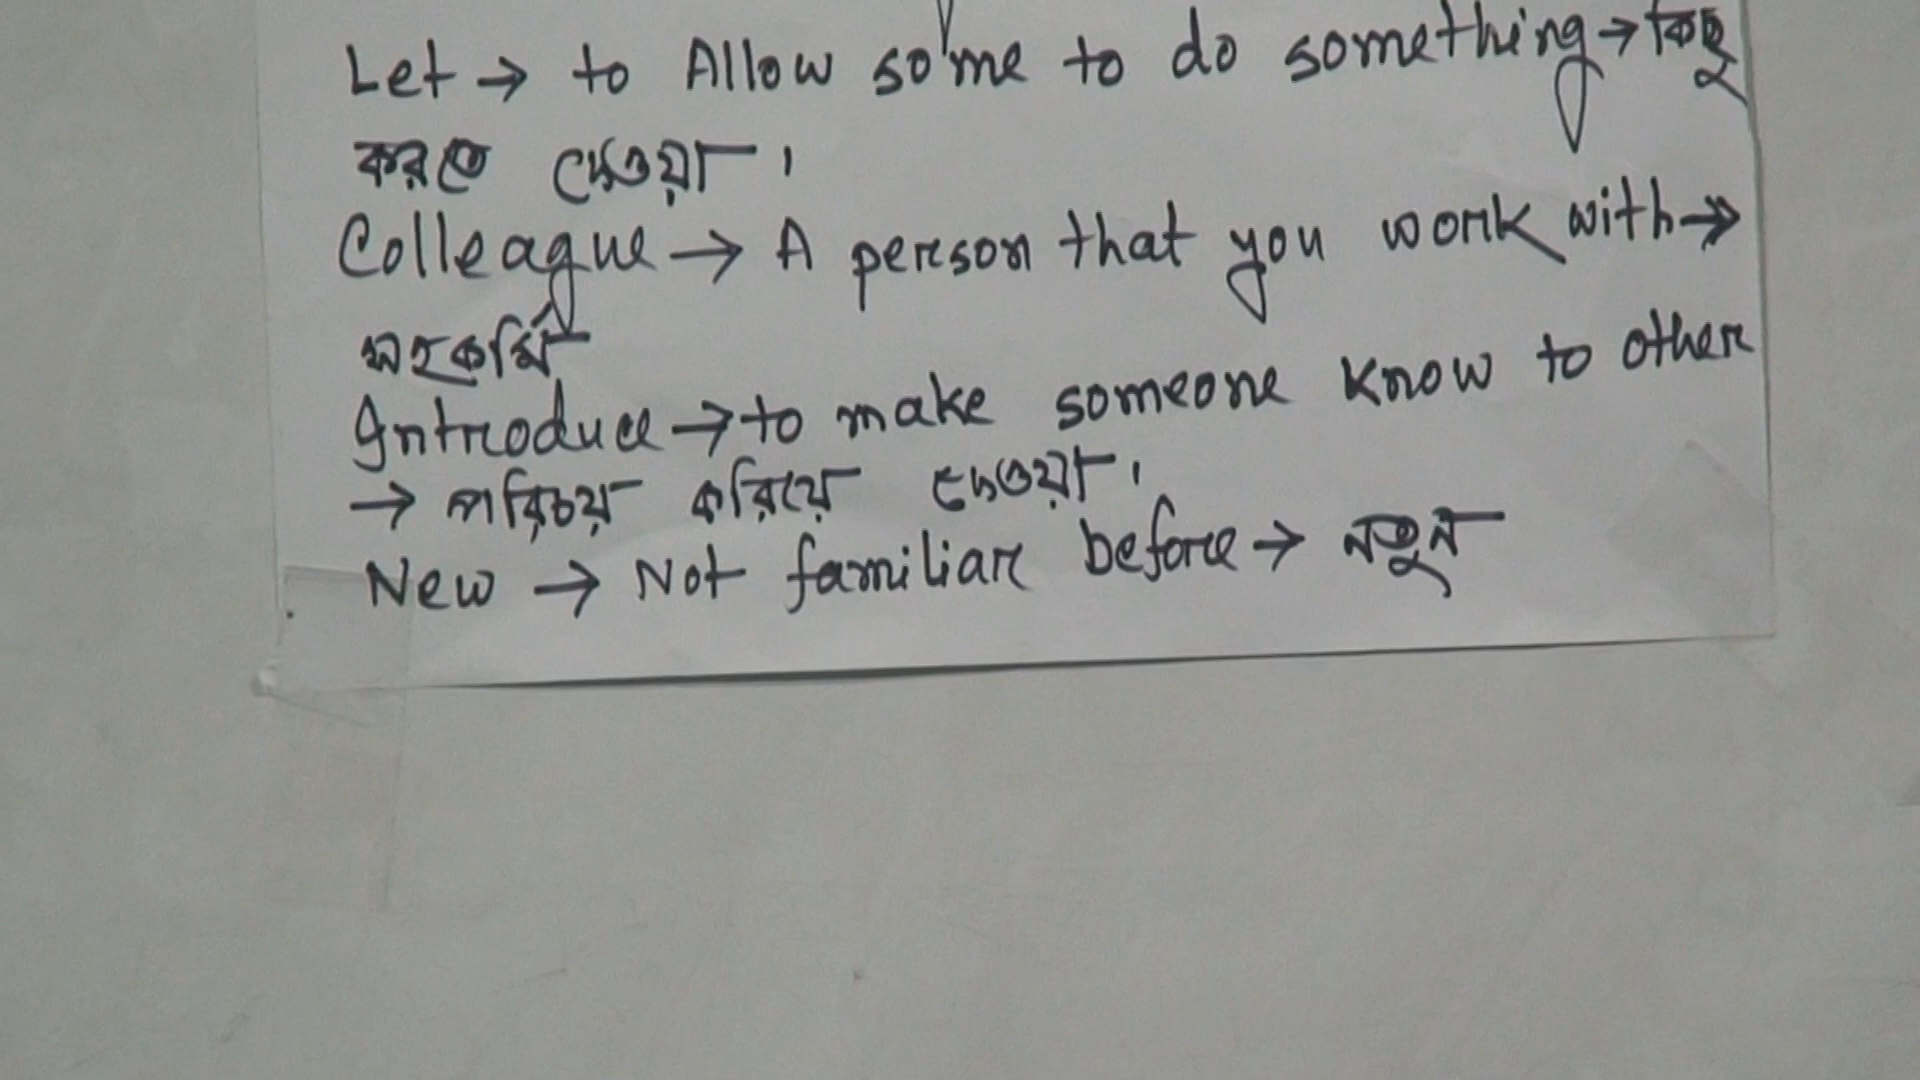 Let → to Allow some to do something → কিছু
করতে দেওয়া।
Colleague → A person that you work with →
সহকর্মি
Introduce → to make someone know to other
→ পরিচয় করিয়ে দেওয়া।
New → Not familiar before → নতুন